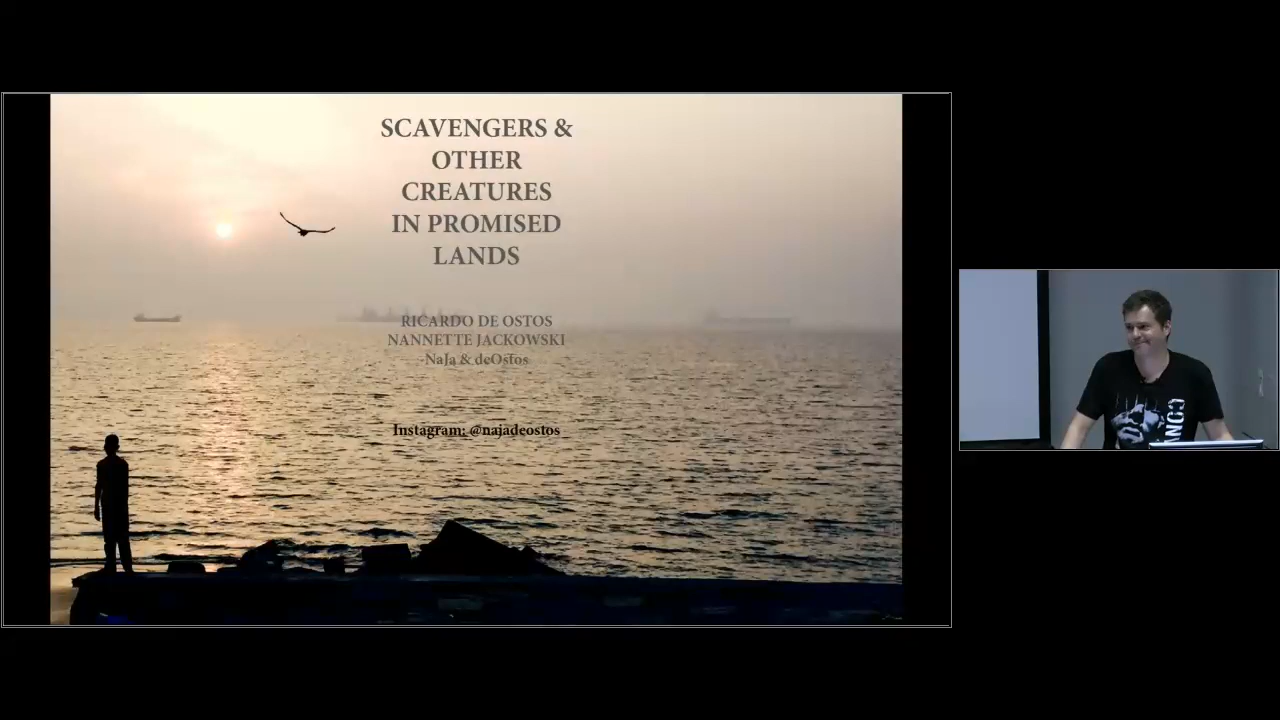 SCAVENGERS &
OTHER
CREATURES
IN PROMISED
LANDS
RICARDO DE OSTOS
NANNETTE JACKOWSKI
NaJa & deOstos
Instagram: @najadeostos